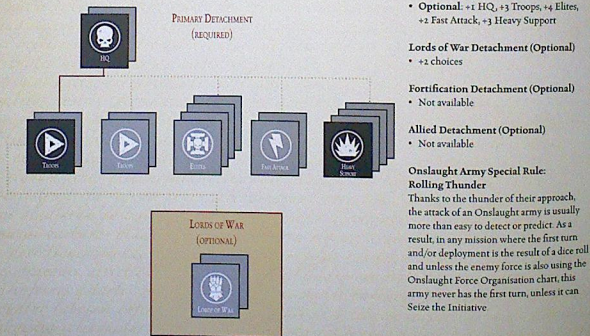 Primary Detachment
(required)
HQ
Troops
Troops
Elites
Fast Attack
Heavy
Support
Lords of War
(optional)
Lords of War
• Optional: +1 HQ, +3 Troops, +4 Elites,
+2 Fast Attack, +3 Heavy Support
Lords of War Detachment (Optional)
• +2 choices
Fortification Detachment (Optional)
• Not available
Allied Detachment (Optional)
• Not available
Onslaught Army Special Rule:
Rolling Thunder
Thanks to the thunder of their approach,
the attack of an Onslaught army is usually
more than easy to detect or predict. As a
result, in any mission where the first turn
and/or deployment is the result of a dice roll
and unless the enemy force is also using the
Onslaught Force Organisation chart, this
army never has the first turn, unless it can
Seize the Initiative